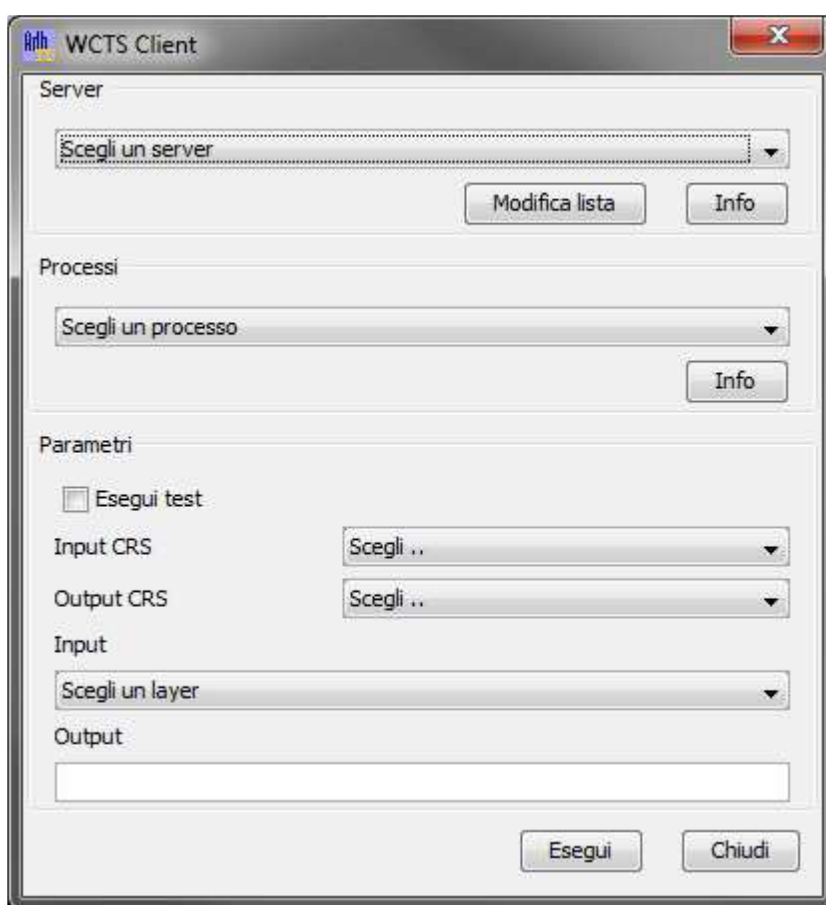 WCTS Client
Server
Scegli un server
Modifica lista Info
Processi
Scegli un processo
Info
Parametri
Esegui test
Input CRS Scegli ..
Output CRS Scegli ..
Input
Scegli un layer
Output
Esegui Chiudi